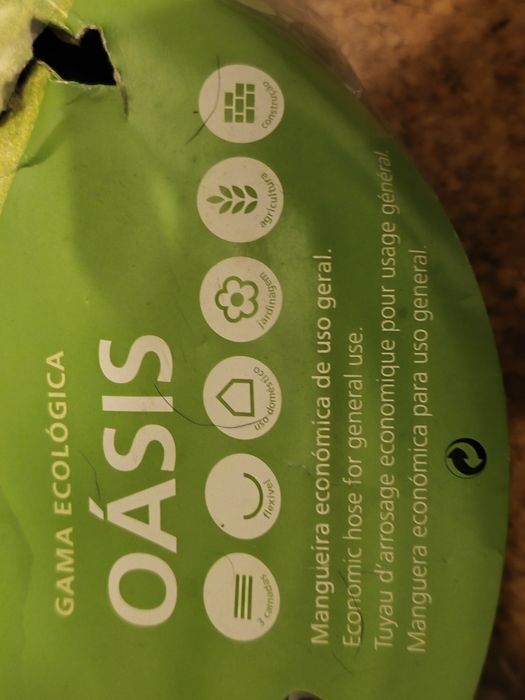 GAMA ECOLÓGICA
OÁSIS
3 camadas
flexível
uso doméstico
jardinagem
agricultura
construção
Mangueira económica de uso geral.
Economic hose for general use.
Tuyau d'arrosage economique pour usage général.
Manguera económica para uso general.